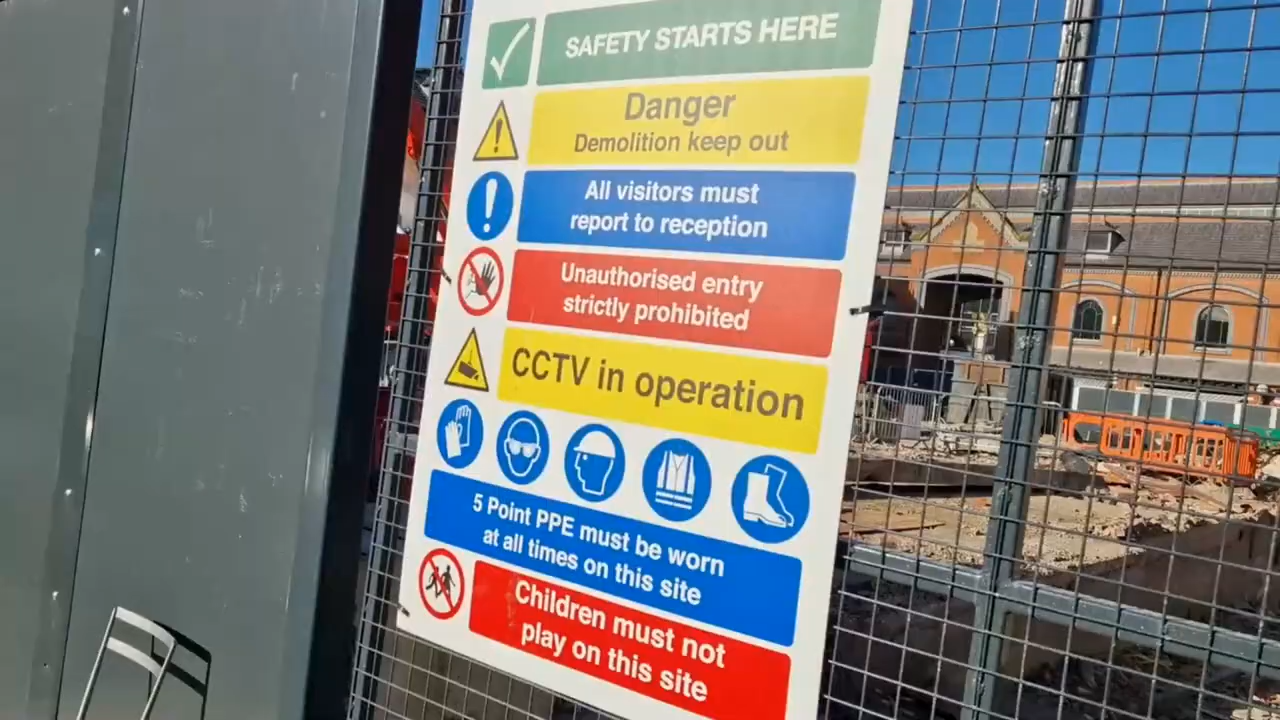 SAFETY STARTS HERE
Danger
Demolition keep out
All visitors must
report to reception
Unauthorised entry
strictly prohibited
CCTV in operation
5 Point PPE must be worn
at all times on this site
Children must not
play on this site